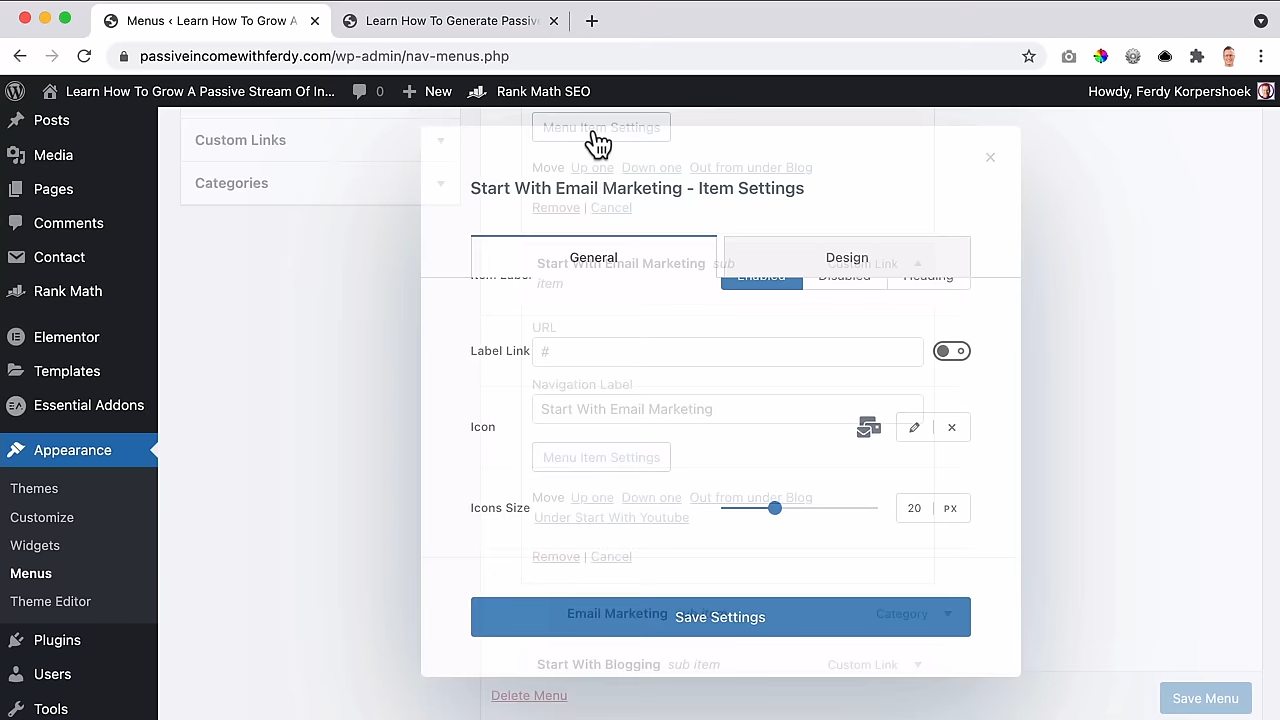 Menus ‹ Learn How To Grow A
Learn How To Generate Passive
passiveincomewithferdy.com/wp-admin/nav-menus.php
Learn How To Grow A Passive Stream Of In...
0
New
Rank Math SEO
Howdy, Ferdy Korpershoek
Posts
Media
Pages
Comments
Contact
Rank Math
Elementor
Templates
Essential Addons
Appearance
Themes
Customize
Widgets
Menus
Theme Editor
Plugins
Users
Tools
Custom Links
Categories
Menu Item Settings
Move Up one Down one Out from under Blog
Start With Email Marketing - Item Settings
Remove | Cancel
General
Design
Start With Email Marketing sub
item
Custom Link
Item Label
Enabled
Disabled
Heading
URL
Label Link
#
Navigation Label
Start With Email Marketing
Icon
Menu Item Settings
Move Up one Down one Out from under Blog
Under Start With Youtube
Icons Size
20
PX
Remove | Cancel
Email Marketing sub item
Category
Save Settings
Start With Blogging sub item
Custom Link
Delete Menu
Save Menu